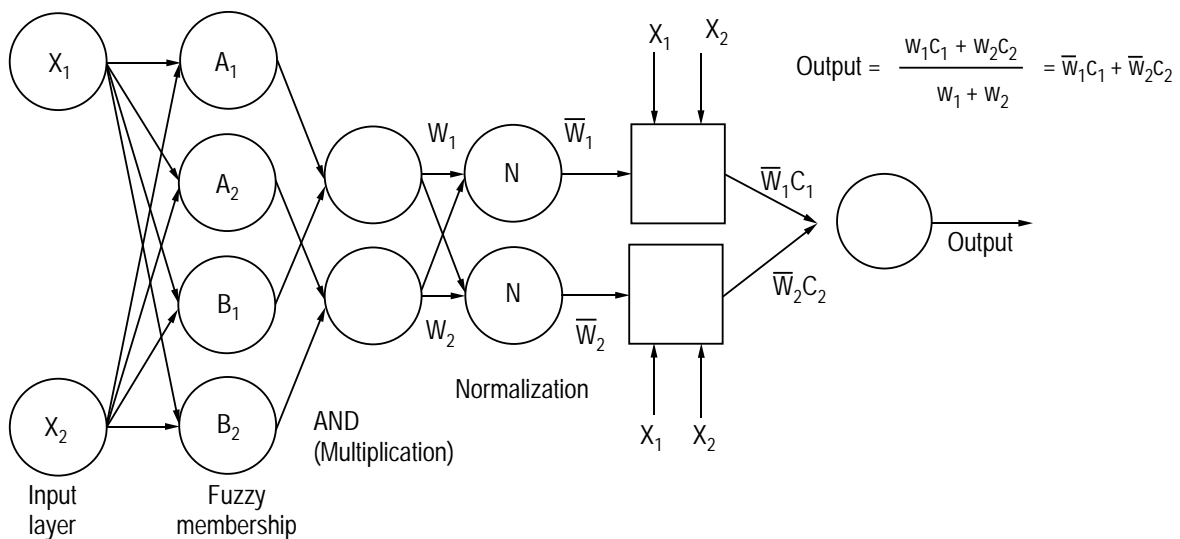 X₁
A₁
A₂
B₁
X₂
B₂
Input
layer
Fuzzy
membership
AND
(Multiplication)
W₁
W₂
N
N
Normalization
W̅₁
W̅₂
X₁ X₂
X₁ X₂
W̅₁C₁
W̅₂C₂
Output
Output = (W₁C₁ + W₂C₂) / (W₁ + W₂) = W̅₁C₁ + W̅₂C₂